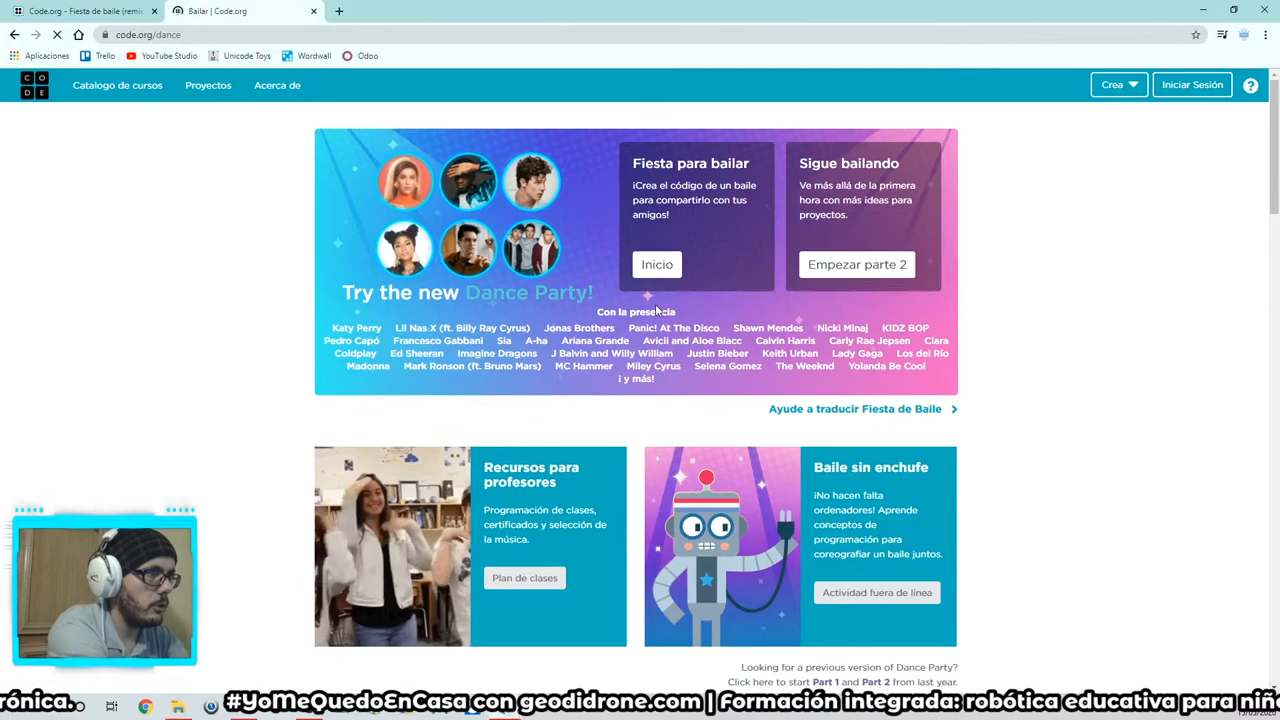 Code.org - Fiesta de baile (remix
Bailar | Code.org
code.org/dance
Aplicaciones
Trello
YouTube Studio
Unicode Toys
Wordwall
Odoo
C O
D E
Catalogo de cursos
Proyectos
Acerca de
Crea
Iniciar Sesión
?
Try the new Dance Party!
Fiesta para bailar
¡Crea el código de un baile
para compartirlo con tus
amigos!
Inicio
Sigue bailando
Ve más allá de la primera
hora con más ideas para
proyectos.
Empezar parte 2
Con la presencia
Katy Perry Lil Nas X (ft. Billy Ray Cyrus) Jonas Brothers Panic! At The Disco Shawn Mendes Nicki Minaj KIDZ BOP
Pedro Capó Francesco Gabbani Sia A-ha Ariana Grande Avicii and Aloe Blacc Calvin Harris Carly Rae Jepsen Ciara
Coldplay Ed Sheeran Imagine Dragons J Balvin and Willy William Justin Bieber Keith Urban Lady Gaga Los del Río
Madonna Mark Ronson (ft. Bruno Mars) MC Hammer Miley Cyrus Selena Gomez The Weeknd Yolanda Be Cool
¡ y más!
Ayude a traducir Fiesta de Baile
Recursos para
profesores
Programación de clases,
certificados y selección de
la música.
Plan de clases
Baile sin enchufe
¡No hacen falta
ordenadores! Aprende
conceptos de
programación para
coreografiar un baile juntos.
Actividad fuera de línea
Looking for a previous version of Dance Party?
Click here to start Part 1 and Part 2 from last year.
rónica. #YoMeQuedoEnCasa con geodidrone.com | Formación integrada: robótica educativa para niñ